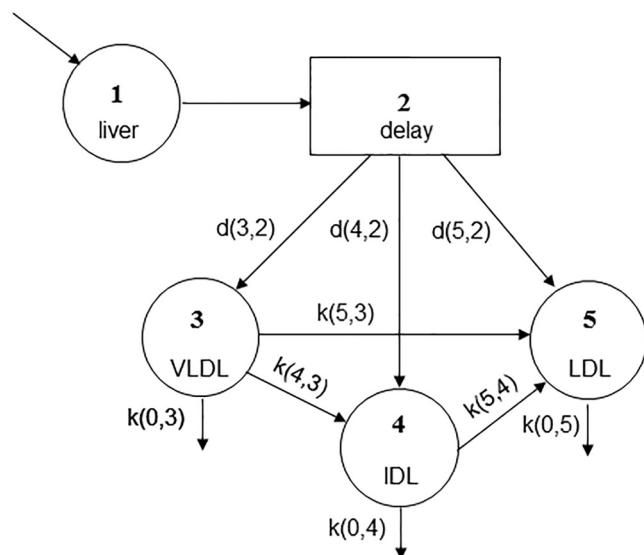 1
liver
2
delay
d(3,2)
d(4,2)
d(5,2)
3
VLDL
k(5,3)
5
LDL
k(4,3)
k(5,4)
k(0,3)
4
IDL
k(0,5)
k(0,4)